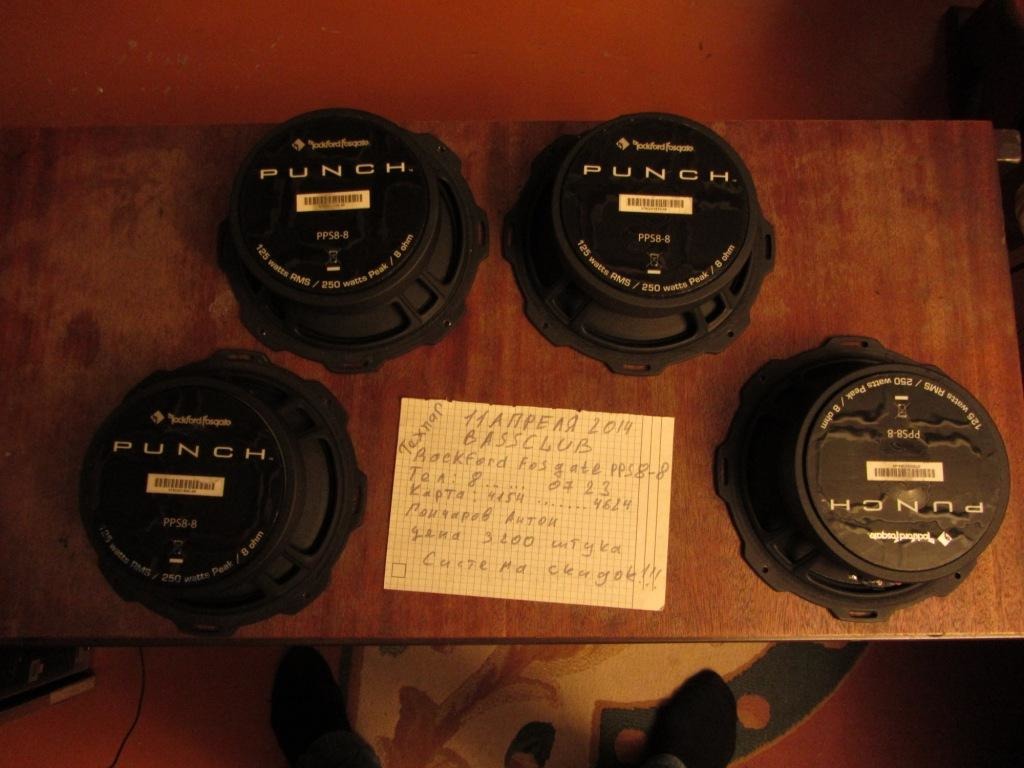 Rockford Fosgate
PUNCH
PPS8-8
125 watts RMS / 250 watts Peak / 8 ohm
Rockford Fosgate
PUNCH
PPS8-8
125 watts RMS / 250 watts Peak / 8 ohm
Rockford Fosgate
PUNCH
PPS8-8
125 watts RMS / 250 watts Peak / 8 ohm
Технар
11 АПРЕЛЯ 2014
BASSCLUB
Rockford Fosgate PPS8-8
Тел: 8 ...... 07 23
Карта: 4154 ...... 4624
Гончаров Антон
цена 3200 штука
Система скидок!!!
Rockford Fosgate
PUNCH
PPS8-8
125 watts RMS / 250 watts Peak / 8 ohm